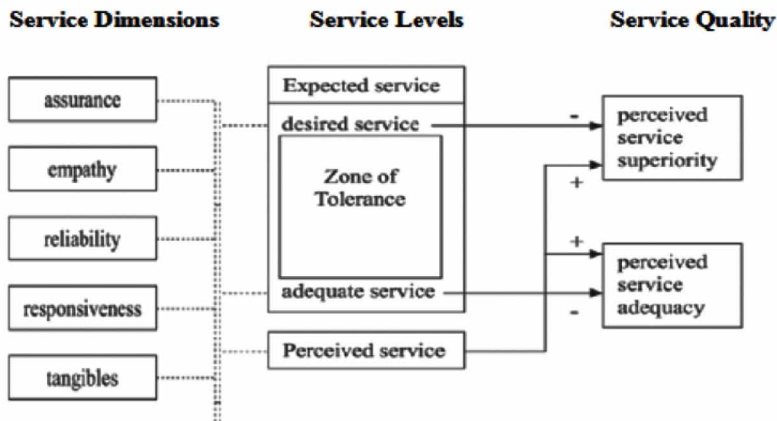 Service Dimensions
Service Levels
Service Quality
assurance
empathy
reliability
responsiveness
tangibles
Expected service
desired service
Zone of
Tolerance
adequate service
Perceived service
-
perceived
service
superiority
+
+
perceived
service
adequacy
-